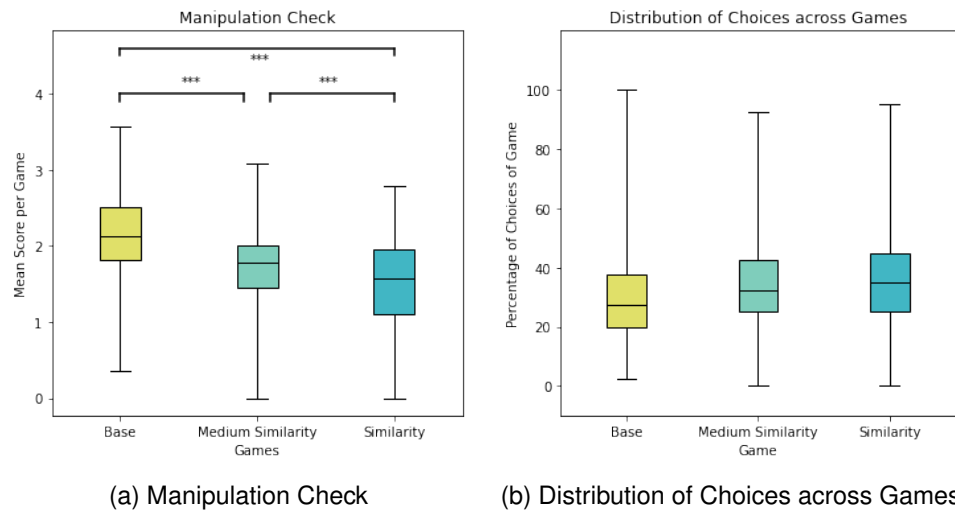 Manipulation Check
***
***
***
4
3
2
1
0
Mean Score per Game
Base
Medium Similarity
Similarity
Games
(a) Manipulation Check
Distribution of Choices across Games
100
80
60
40
20
0
Percentage of Choices of Game
Base
Medium Similarity
Similarity
Game
(b) Distribution of Choices across Games